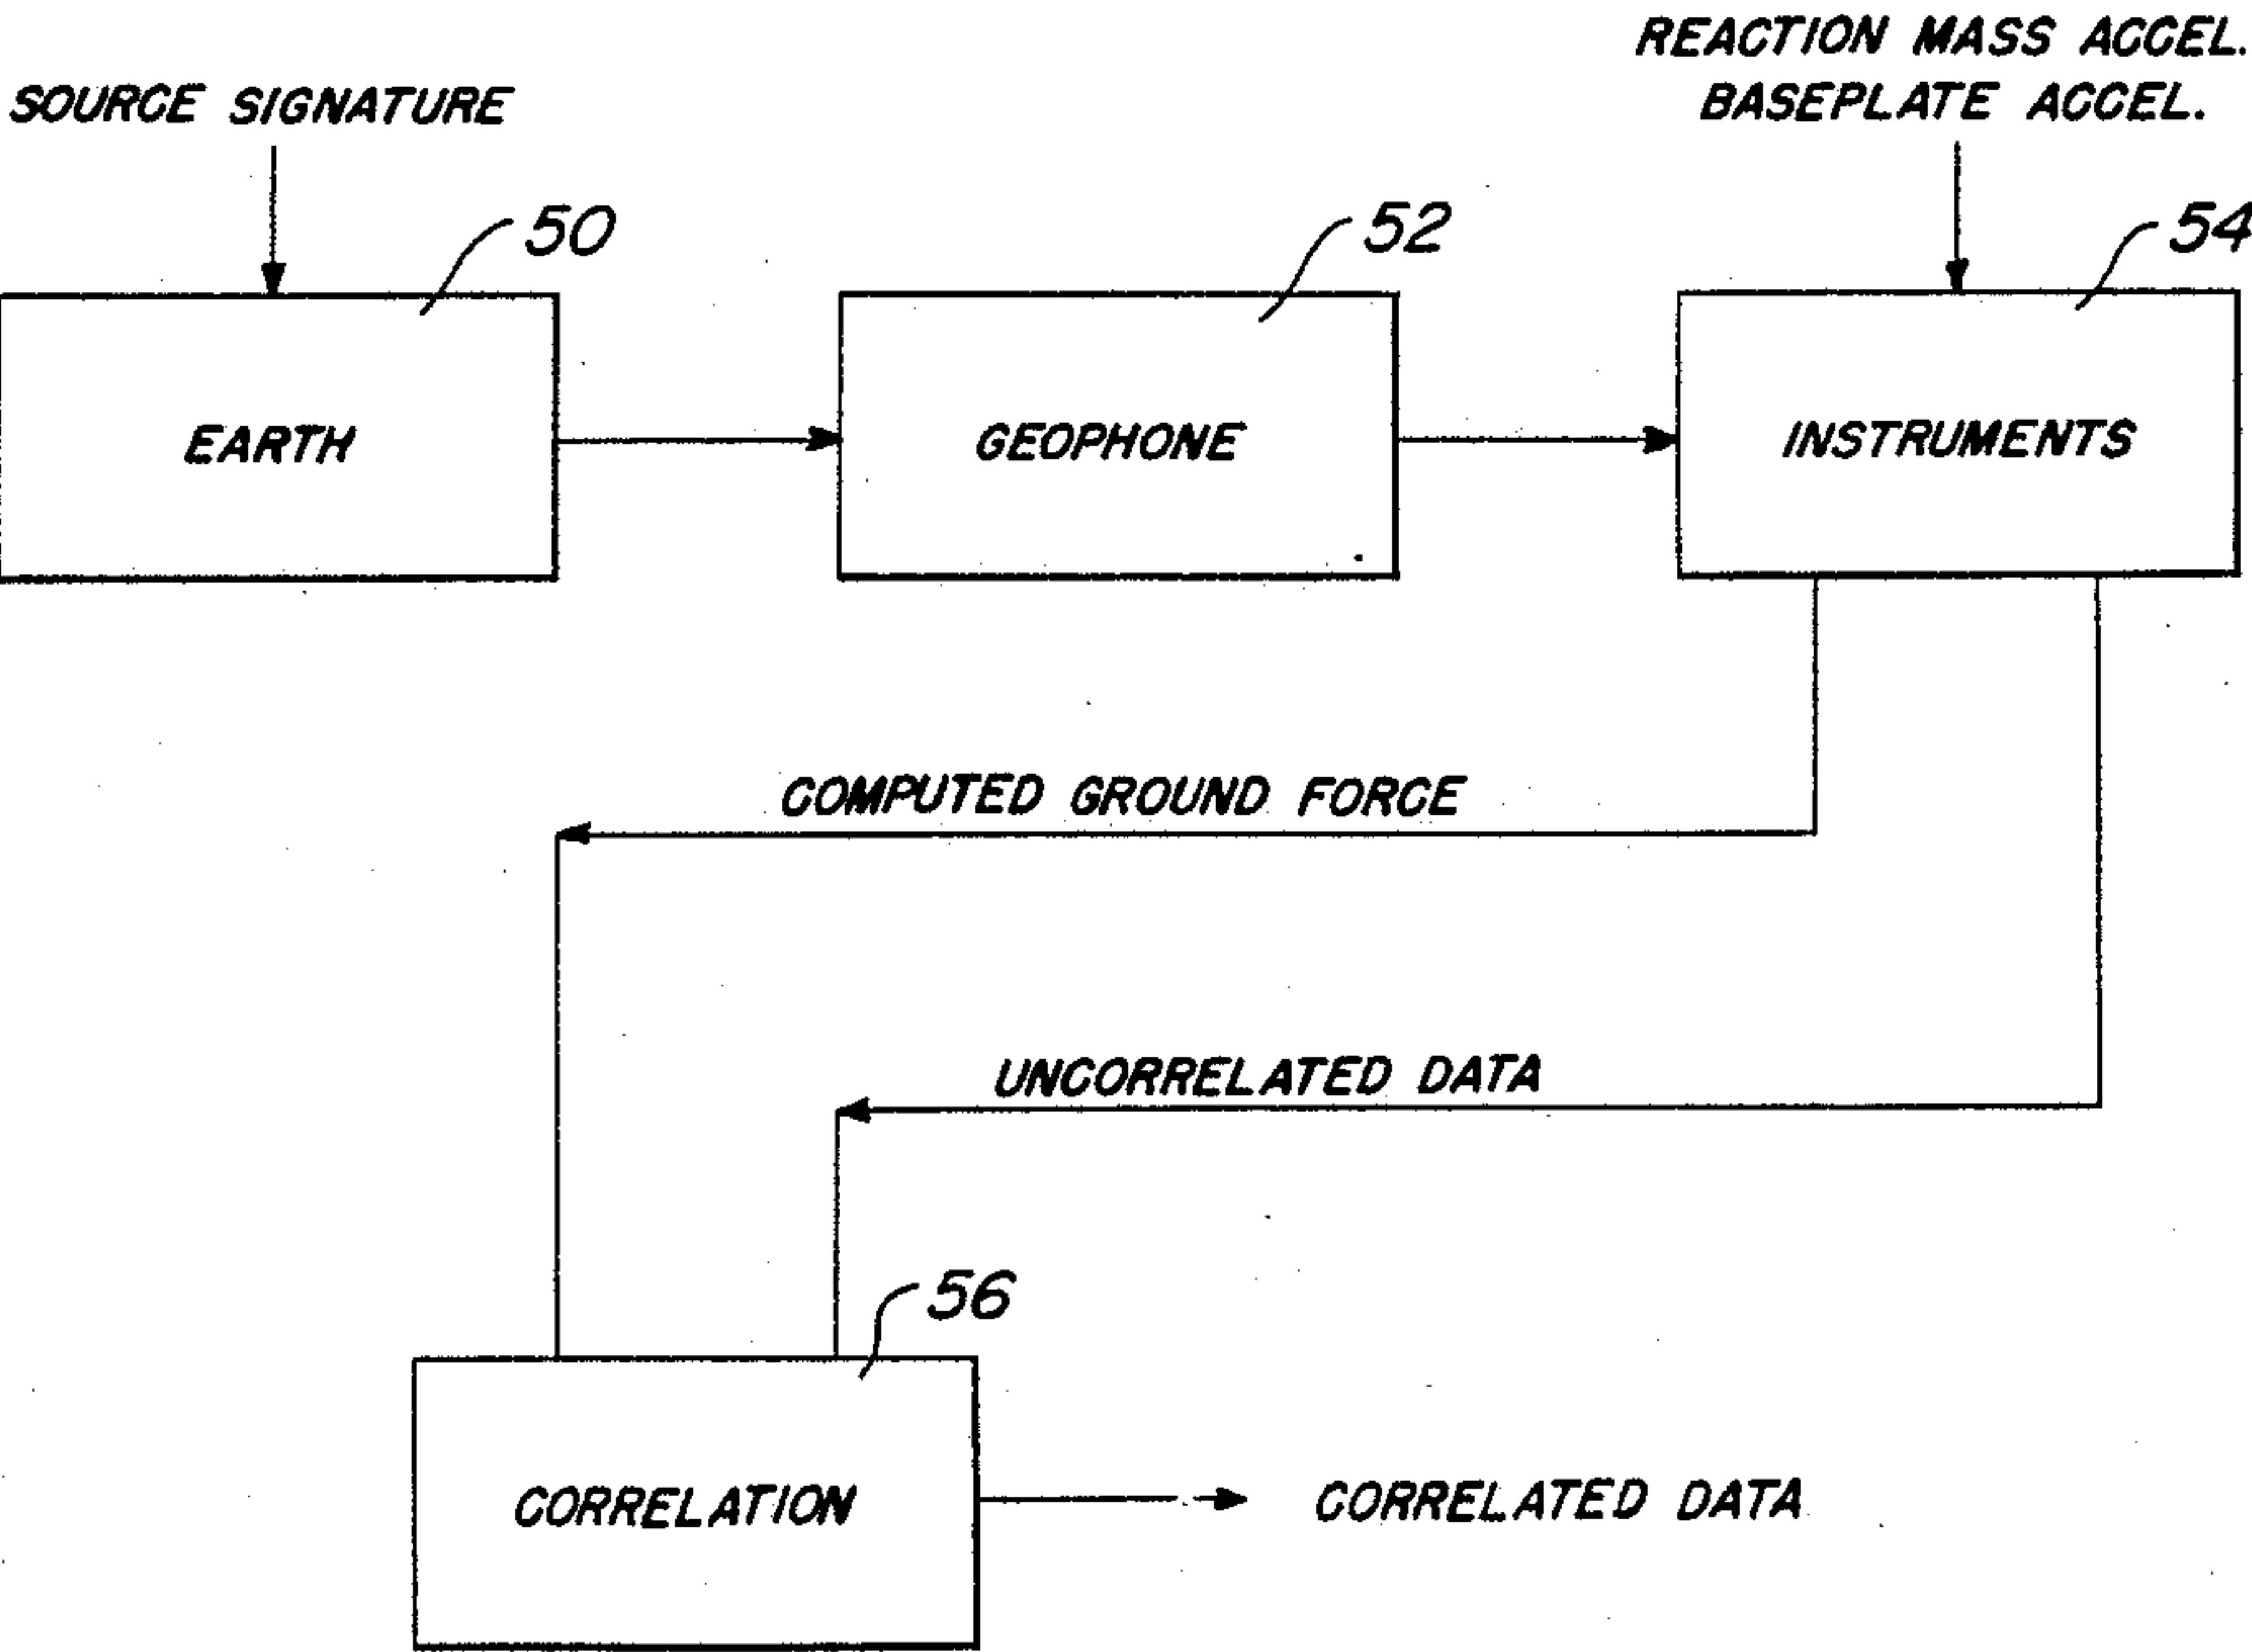 REACTION MASS ACCEL.
BASEPLATE ACCEL.
SOURCE SIGNATURE
50
52
54
EARTH
GEOPHONE
INSTRUMENTS
COMPUTED GROUND FORCE
UNCORRELATED DATA
56
CORRELATION
CORRELATED DATA